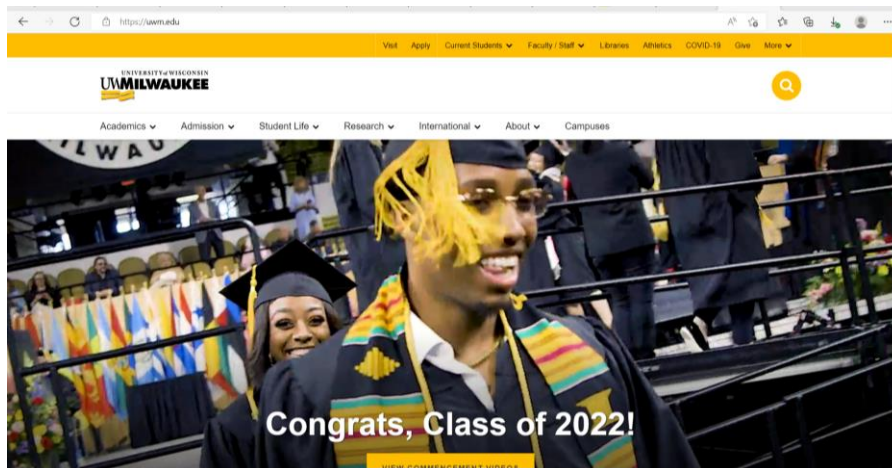 https://uwm.edu
Visit Apply Current Students Faculty / Staff Libraries Athletics COVID-19 Give More
UNIVERSITY of WISCONSIN
UWMILWAUKEE
Academics Admission Student Life Research International About Campuses
LWAU
Congrats, Class of 2022!
VIEW COMMENCEMENT VIDEOS